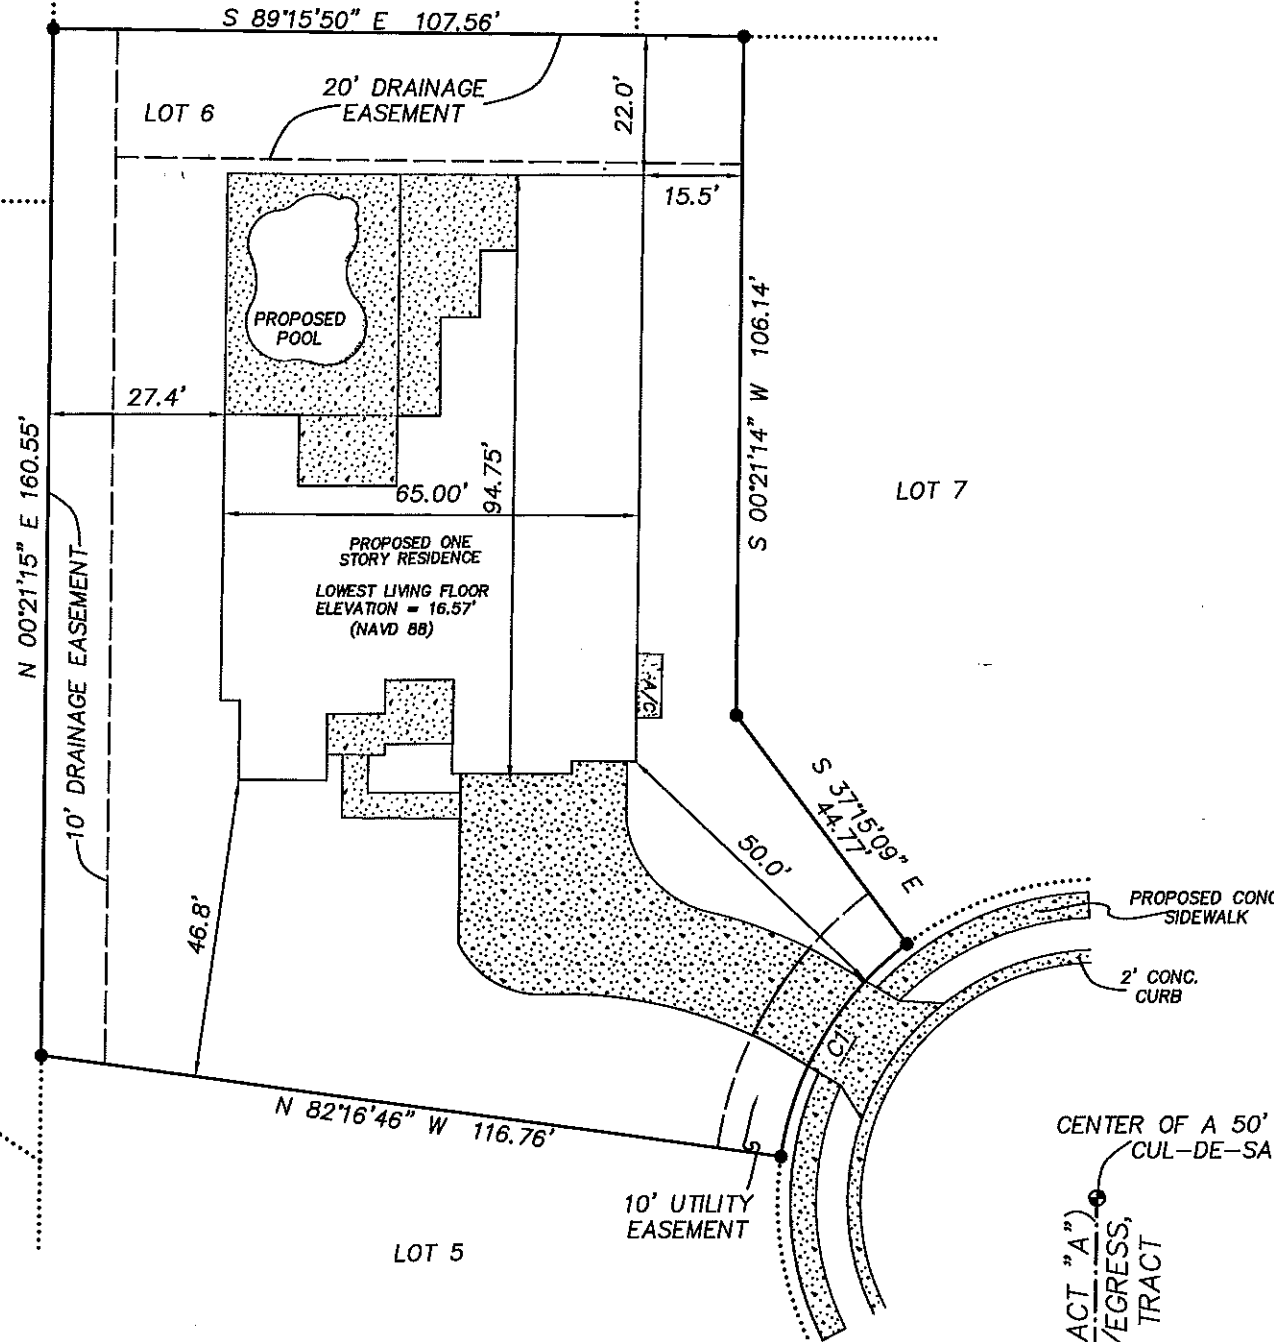 S 89°15'50" E 107.56'
20' DRAINAGE
EASEMENT
LOT 6
22.0'
15.5'
PROPOSED
POOL
27.4'
S 00°21'14" W 106.14'
N 00°21'15" E 160.55'
65.00'
94.75'
LOT 7
PROPOSED ONE
STORY RESIDENCE
LOWEST LIVING FLOOR
ELEVATION = 16.57'
(NAVD 88)
10' DRAINAGE EASEMENT
A/C
S 37°15'09" E
44.77'
50.0'
46.8'
PROPOSED CONC
SIDEWALK
2' CONC.
CURB
C1
N 82°16'46" W 116.76'
CENTER OF A 50'
CUL-DE-SA
10' UTILITY
EASEMENT
LOT 5
ACT "A")
/EGRESS,
TRACT